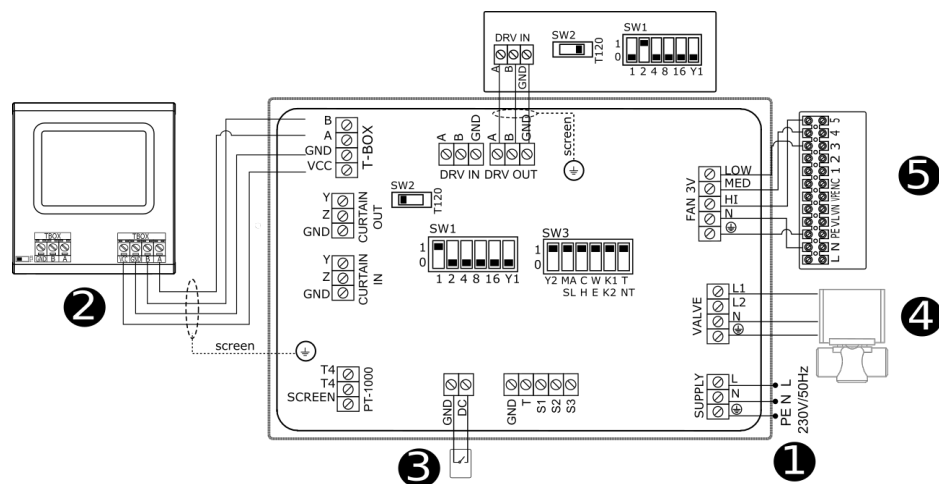 DRV IN
A
B
GND
SW2
T120
SW1
1
0
1 2 4 8 16 Y1
B
A
GND
VCC
T-BOX
A
B
GND
DRV IN
A
B
GND
DRV OUT
screen
SW2
T120
Y
Z
GND
CURTAIN
OUT
Y
Z
GND
CURTAIN
IN
SW1
1
0
1 2 4 8 16 Y1
SW3
1
0
Y2 MA C W K1 T
SL H E K2 NT
LOW
MED
HI
N
FAN 3V
5
4
3
2
1
NC
VPE
VN
VL
PE
N
L
5
TBOX
GND B A
TBOX
VCC GND B A
2
screen
L1
L2
N
VALVE
4
T4
T4
SCREEN
PT-1000
GND
DC
GND
T
S1
S2
S3
L
N
SUPPLY
L
N
PE
230V/50Hz
3
1